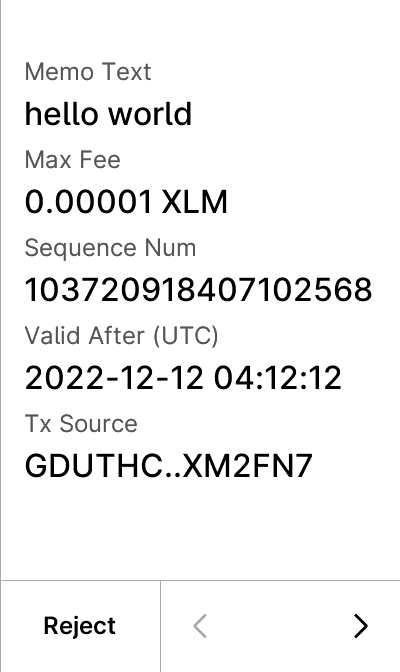 Memo Text
hello world
Max Fee
0.00001 XLM
Sequence Num
103720918407102568
Valid After (UTC)
2022-12-12 04:12:12
Tx Source
GDUTHC..XM2FN7
Reject